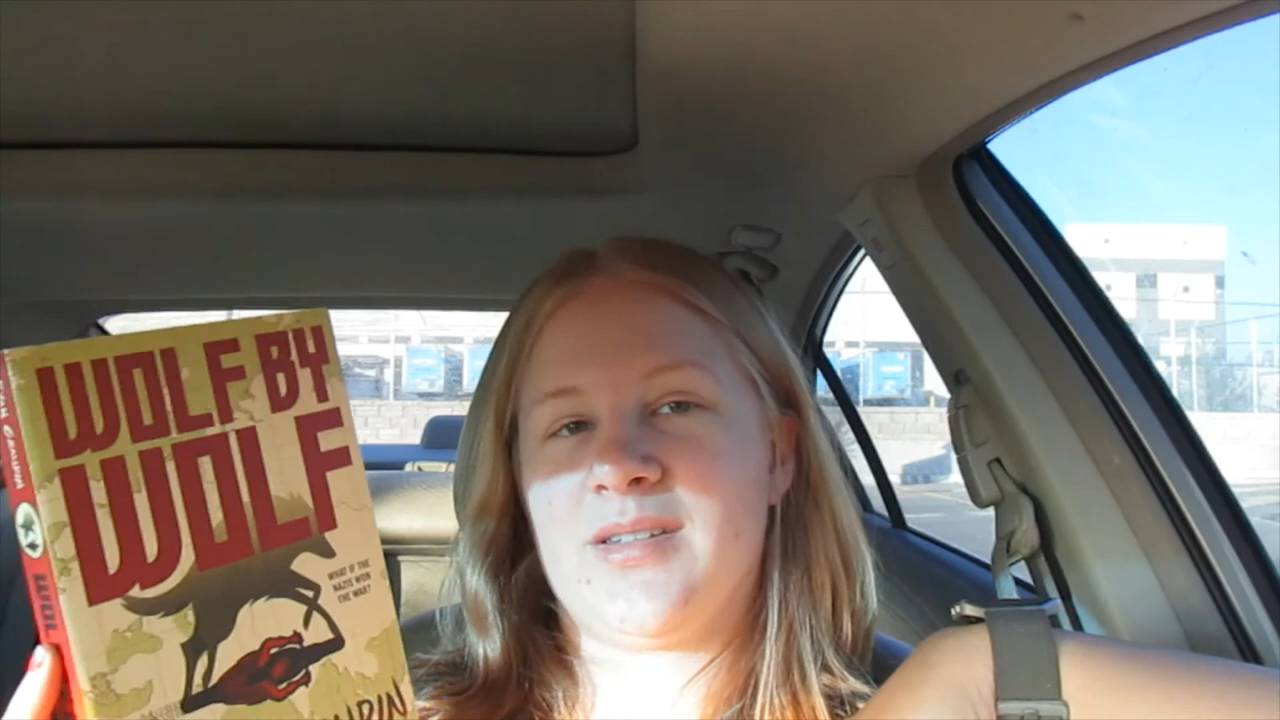 WOLF BY
WOLF
WHAT IF THE
NAZIS WON
THE WAR?